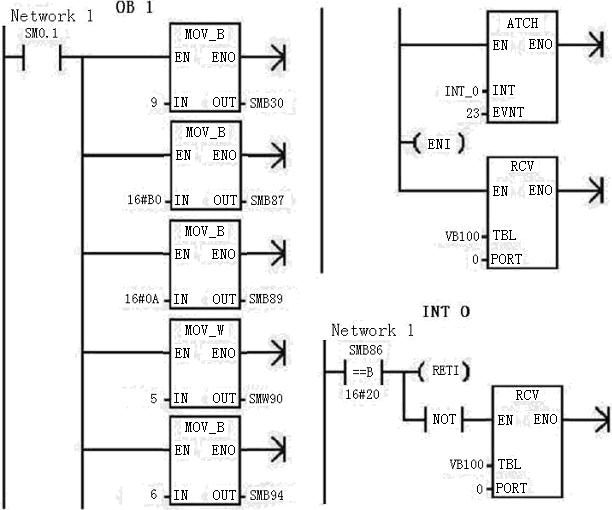 OB 1
Network 1
SM0.1
MOV_B
EN ENO
9 IN OUT SMB30
MOV_B
EN ENO
16#B0 IN OUT SMB87
MOV_B
EN ENO
16#0A IN OUT SMB89
MOV_W
EN ENO
5 IN OUT SMW90
MOV_B
EN ENO
6 IN OUT SMB94
ATCH
EN ENO
INT_0 INT
23 EVNT
( ENI )
RCV
EN ENO
VB100 TBL
0 PORT
INT 0
Network 1
SMB86
==B
16#20
( RETI )
NOT
RCV
EN ENO
VB100 TBL
0 PORT